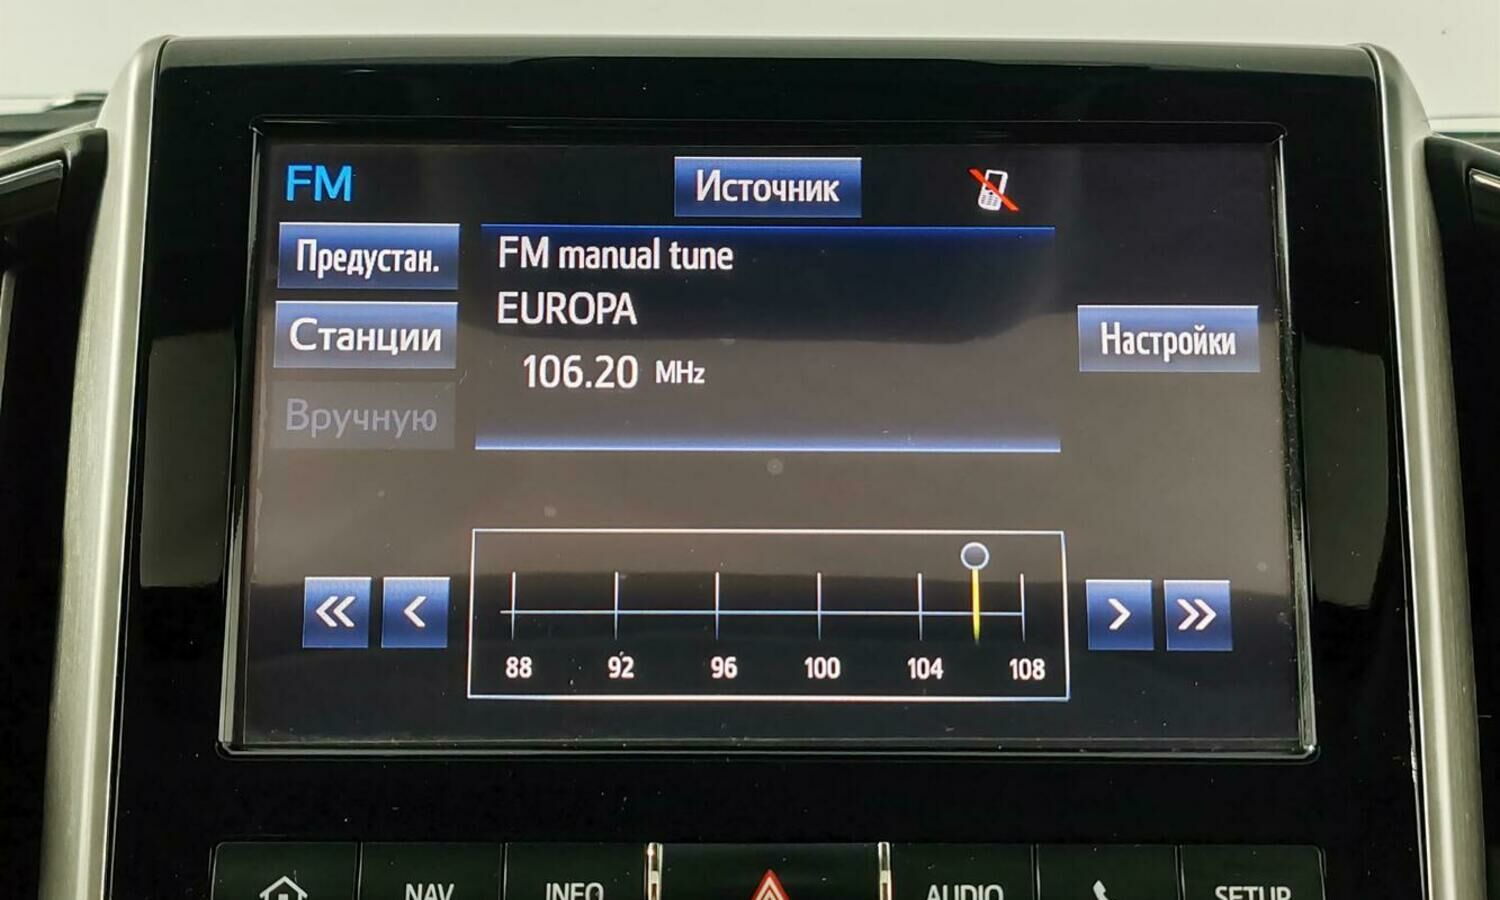 FM
Источник
Предустан.
FM manual tune
EUROPA
Станции
Настройки
106.20 MHz
Вручную
88 92 96 100 104 108
NAV INFO AUDIO SETUP